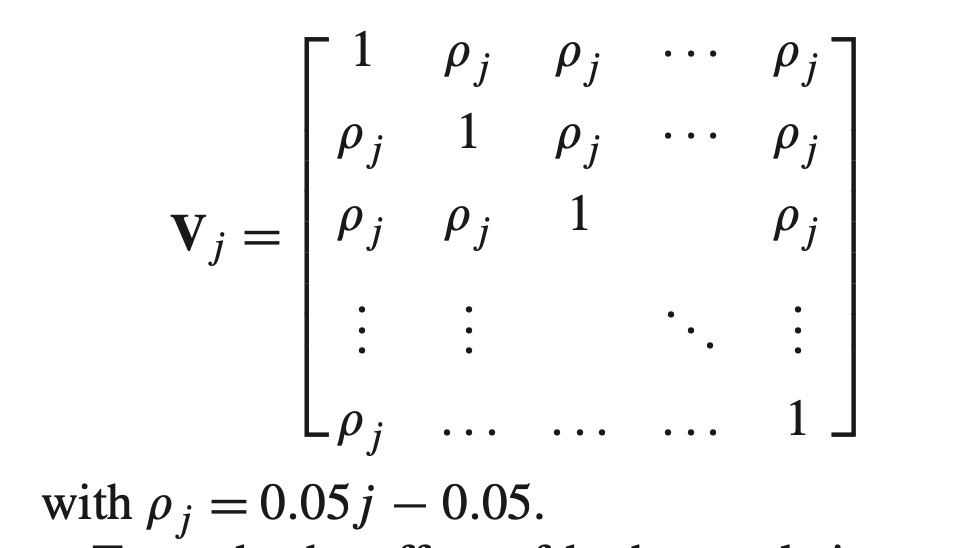 1 ρ_j ρ_j ⋯ ρ_j
ρ_j 1 ρ_j ⋯ ρ_j
V_j = ρ_j ρ_j 1 ρ_j
⋮ ⋮ ⋱ ⋮
ρ_j … … … 1
with ρ_j = 0.05j − 0.05.